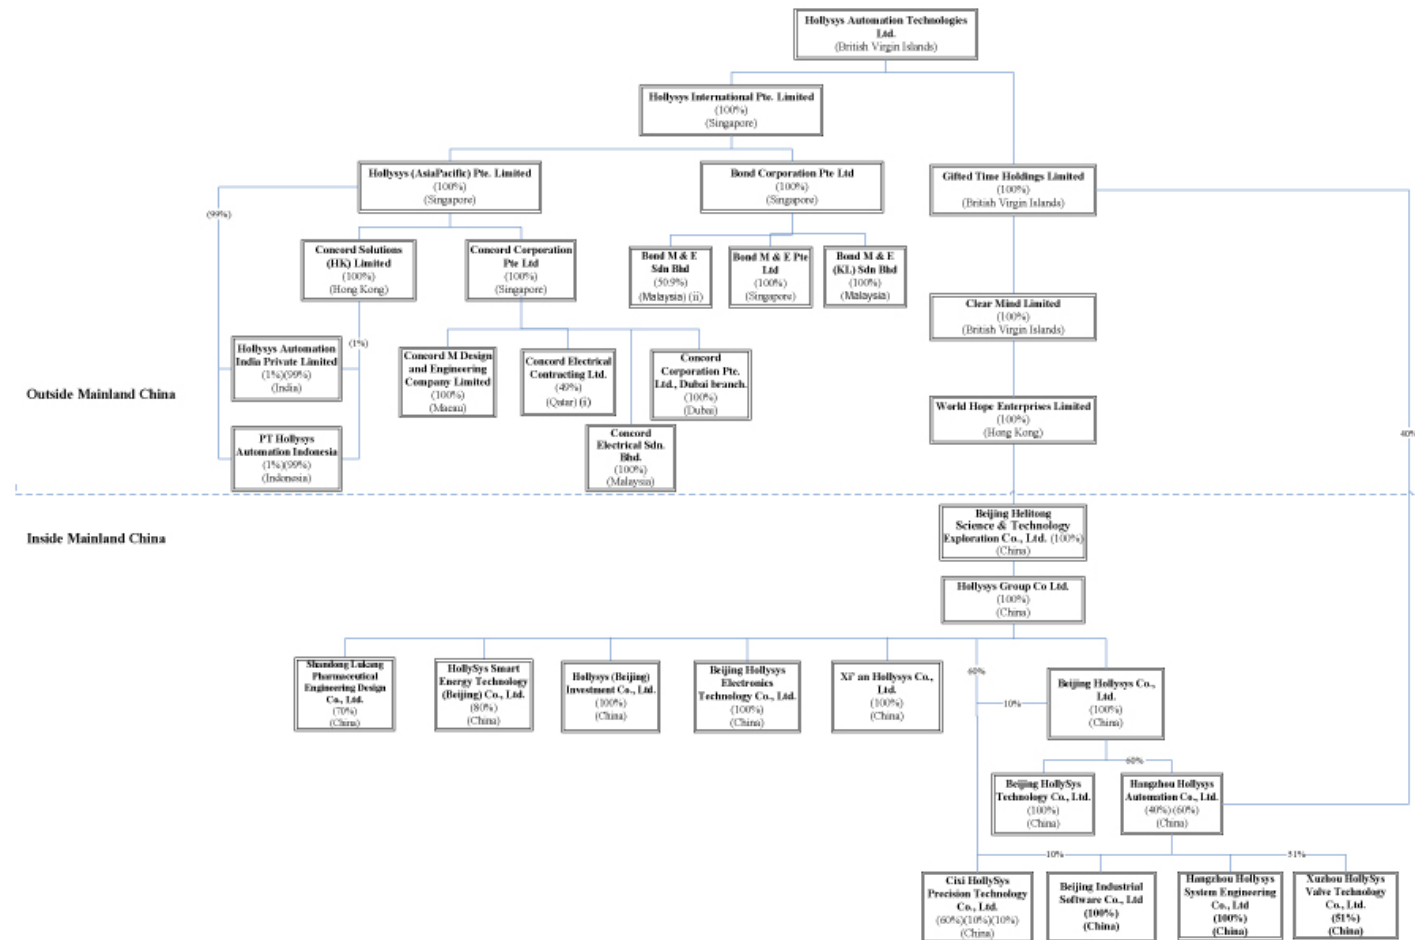 Hollysys Automation Technologies
Ltd.
(British Virgin Islands)
Hollysys International Pte. Limited
(100%)
(Singapore)
Hollysys (AsiaPacific) Pte. Limited
(100%)
(Singapore)
Bond Corporation Pte Ltd
(100%)
(Singapore)
Gifted Time Holdings Limited
(100%)
(British Virgin Islands)
(99%)
Concord Solutions
(HK) Limited
(100%)
(Hong Kong)
Concord Corporation
Pte Ltd
(100%)
(Singapore)
Bond M & E
Sdn Bhd
(50.9%)
(Malaysia) (ii)
Bond M & E Pte
Ltd
(100%)
(Singapore)
Bond M & E
(KL) Sdn Bhd
(100%)
(Malaysia)
Clear Mind Limited
(100%)
(British Virgin Islands)
Hollysys Automation
India Private Limited
(1%)(99%)
(India)
(1%)
Concord M Design
and Engineering
Company Limited
(100%)
(Macau)
Concord Electrical
Contracting Ltd.
(49%)
(Qatar) (i)
Concord
Corporation Pte.
Ltd., Dubai branch.
(100%)
(Dubai)
Outside Mainland China
World Hope Enterprises Limited
(100%)
(Hong Kong)
40%
PT Hollysys
Automation Indonesia
(1%)(99%)
(Indonesia)
Concord
Electrical Sdn.
Bhd.
(100%)
(Malaysia)
Inside Mainland China
Beijing Helitong
Science & Technology
Exploration Co., Ltd. (100%)
(China)
Hollysys Group Co Ltd.
(100%)
(China)
Shandong Lukang
Pharmaceutical
Engineering Design
Co., Ltd.
(70%)
(China)
HollySys Smart
Energy Technology
(Beijing) Co., Ltd.
(80%)
(China)
Hollysys (Beijing)
Investment Co., Ltd.
(100%)
(China)
Beijing Hollysys
Electronics
Technology Co., Ltd.
(100%)
(China)
Xi' an Hollysys Co.,
Ltd.
(100%)
(China)
60%
10%
Beijing Hollysys Co.,
Ltd.
(100%)
(China)
60%
Beijing HollySys
Technology Co., Ltd.
(100%)
(China)
Hangzhou Hollysys
Automation Co., Ltd.
(40%)(60%)
(China)
10%
51%
Cixi HollySys
Precision Technology
Co., Ltd.
(60%)(10%)(10%)
(China)
Beijing Industrial
Software Co., Ltd
(100%)
(China)
Hangzhou Hollysys
System Engineering
Co., Ltd
(100%)
(China)
Xuzhou HollySys
Valve Technology
Co., Ltd.
(51%)
(China)